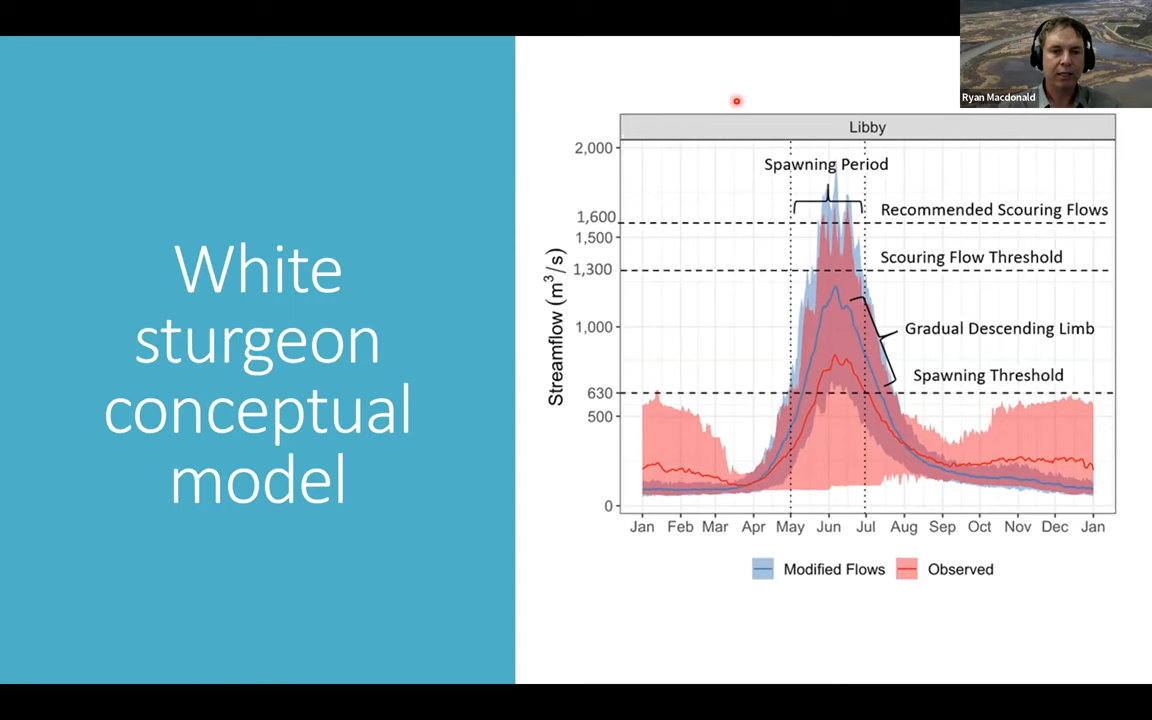 Ryan Macdonald
White
sturgeon
conceptual
model
Libby
Streamflow (m³/s)
2,000
1,600
1,500
1,300
1,000
630
500
0
Spawning Period
Recommended Scouring Flows
Scouring Flow Threshold
Gradual Descending Limb
Spawning Threshold
Jan Feb Mar Apr May Jun Jul Aug Sep Oct Nov Dec Jan
Modified Flows Observed